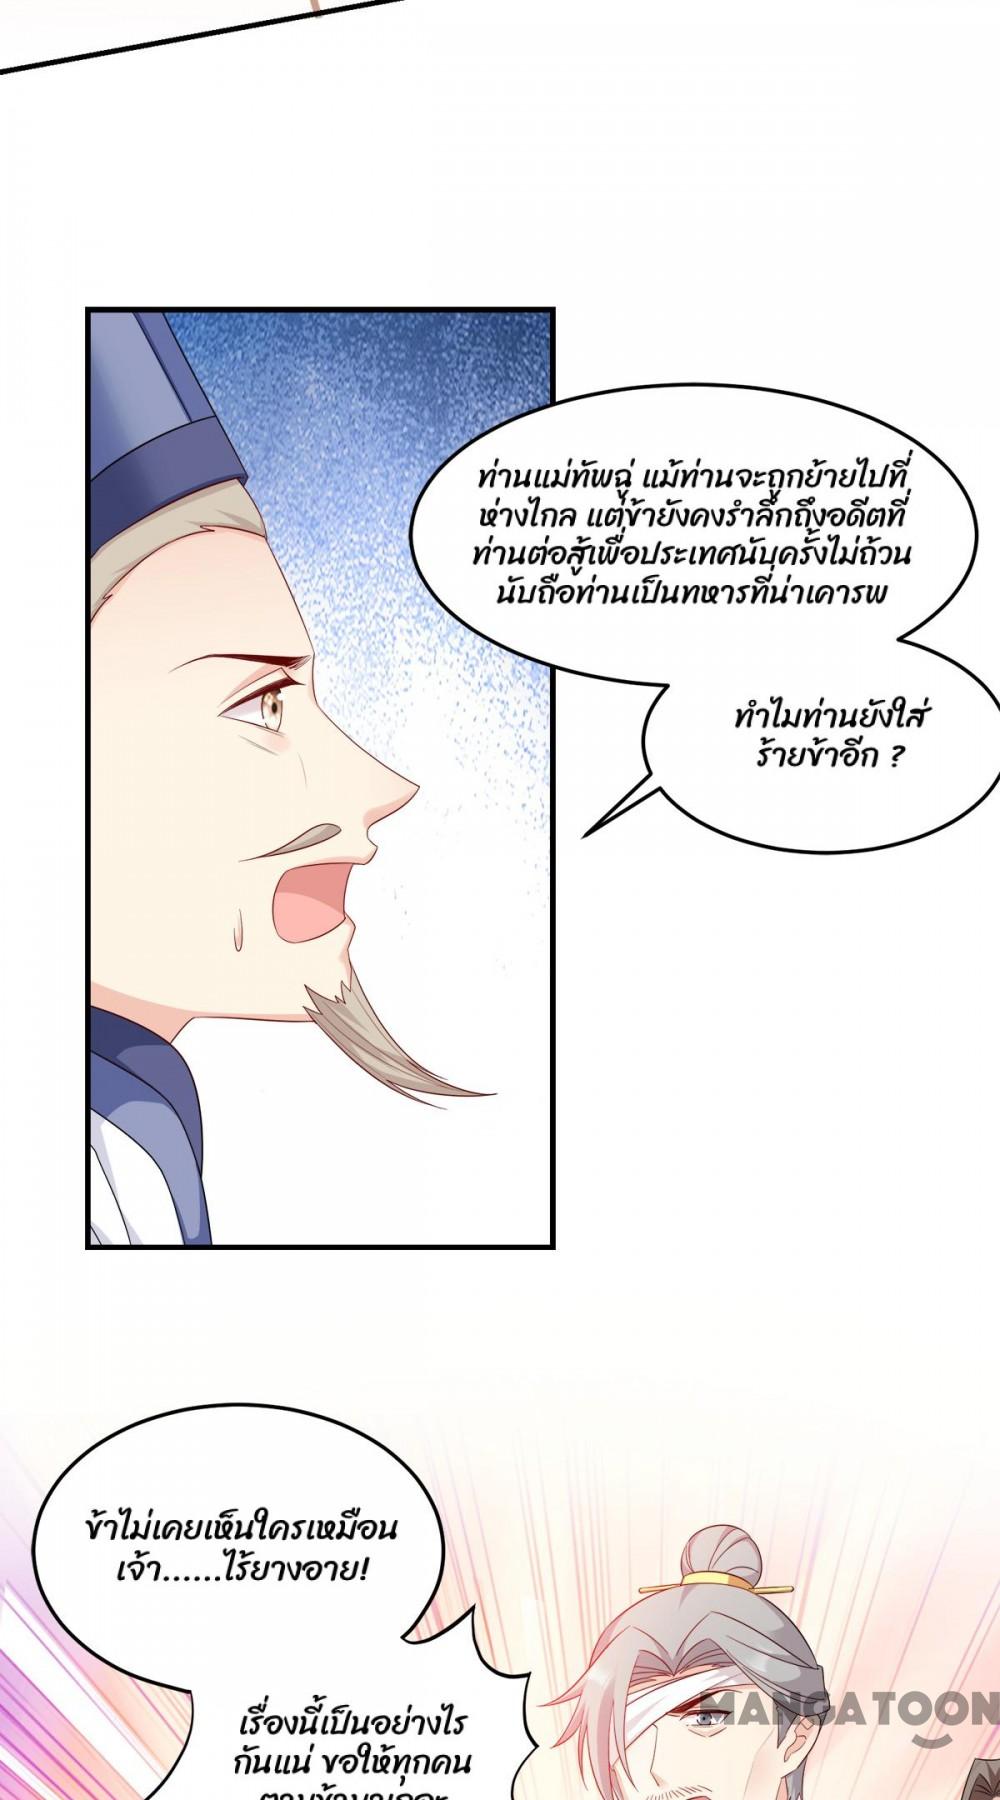 ท่านแม่ทัพฉู่ แม้ท่านจะถูกย้ายไปที่
ห่างไกล แต่ข้ายังคงรำลึกถึงอดีตที่
ท่านต่อสู้เพื่อประเทศนับครั้งไม่ถ้วน
นับถือท่านเป็นทหารที่น่าเคารพ
ทำไมท่านยังใส่
ร้ายข้าอีก ?
ข้าไม่เคยเห็นใครเหมือน
เจ้า......ไร้ยางอาย!
เรื่องนี้เป็นอย่างไร
กันแน่ ขอให้ทุกคน
MANGATOON